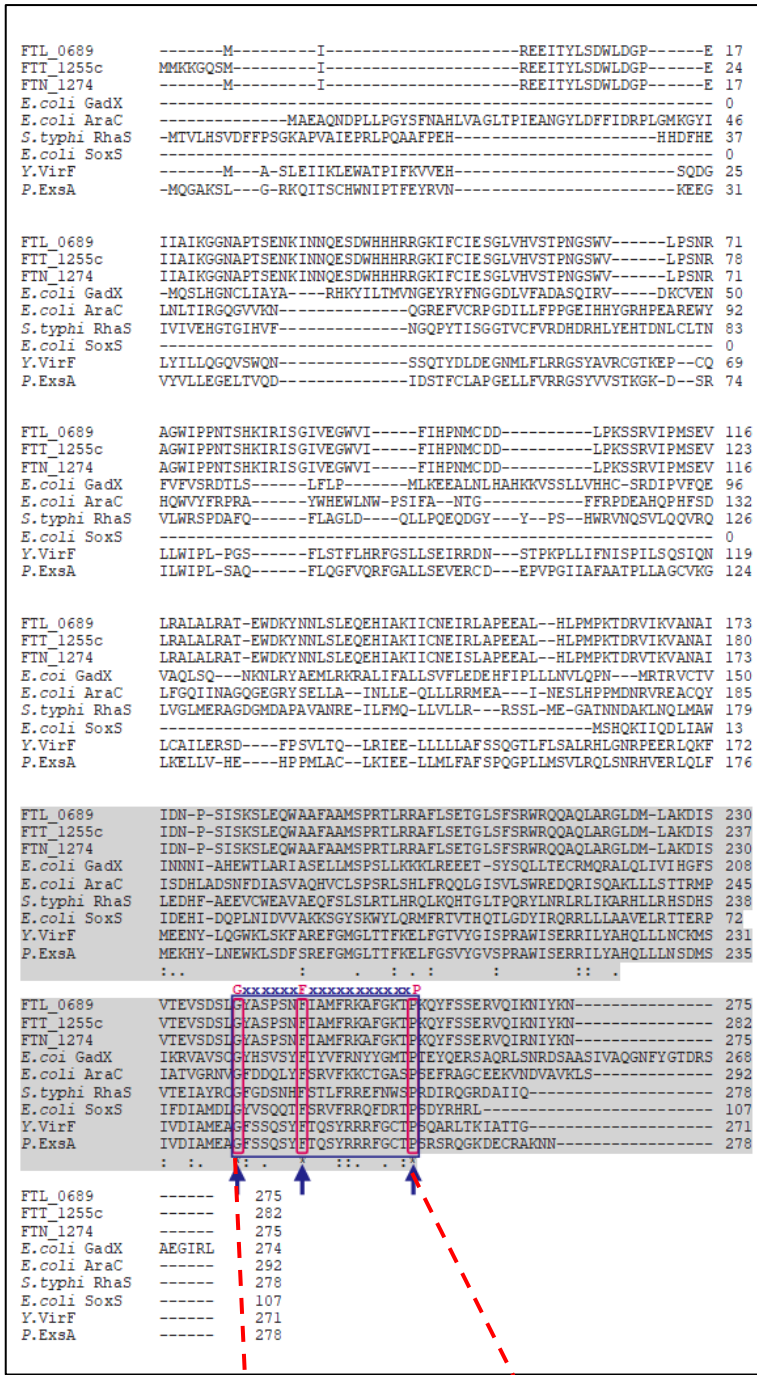 FTL_0689 -------M---------I-------------------REEITYLSDWLDGP------E 17
FTT_1255c MMKKGQSM---------I-------------------REEITYLSDWLDGP------E 24
FTN_1274 -------M---------I-------------------REEITYLSDWLDGP------E 17
E.coli GadX ---------------------------------------------------------- 0
E.coli AraC -------------MAEAQNDPLLPGYSFNAHLVAGLTPIEANGYLDFFIDRPLGMKGYI 46
S.typhi RhaS -MTVLHSVDFFPSGKAPVAIEPRLPQAAFPEH-------------------HHDFHE 37
E.coli SoxS ---------------------------------------------------------- 0
Y.VirF -------M---A-SLEIIKLEWATPIFKVVEH-----------------------SQDG 25
P.ExsA -MQGAKSL---G-RKQITSCHWNIPTFEYRVN-----------------------KEEG 31
FTL_0689 IIAIKGGNAPTSENKINNQESDWHHHRRGKIFCIESGLVHVSTPNGSWV------LPSNR 71
FTT_1255c IIAIKGGNAPTSENKINNQESDWHHHRRGKIFCIESGLVHVSTPNGSWV------LPSNR 78
FTN_1274 IIAIKGGNAPTSENKINNQESDWHHHRRGKIFCIESGLVHVSTPNGSWV------LPSNR 71
E.coli GadX -MQSLHGNCLIAYA----RHKYILTMVNGEYRYFNGGDLVFADASQIRV-----DKCVEN 50
E.coli AraC LNLTIRGQGVVKN-----------QGREFVCRPGDILLFPPGEIHHYGRHPEAREWY 92
S.typhi RhaS IVIVEHGTGIHVF-----------NGQPYTISGGTVCFVRDHDRHLYEHTDNLCLTN 83
E.coli SoxS ------------------------------------------------------------ 0
Y.VirF LYILLQGQVSWQN-----------SSQTYDLDEGNMLFLRRGSYAVRCGTKEP--CQ 69
P.ExsA VYVLLEGELTVQD-----------IDSTFCLAPGELLFVRRGSYVVSTKGK-D--SR 74
FTL_0689 AGWIPPNTSHKIRISGIVEGWVI-----FIHPNMCDD----------LPKSSRVIPMSEV 116
FTT_1255c AGWIPPNTSHKIRISGIVEGWVI-----FIHPNMCDD----------LPKSSRVIPMSEV 123
FTN_1274 AGWIPPNTSHKIRISGIVEGWVI-----FIHPNMCDD----------LPKSSRVIPMSEV 116
E.coli GadX FVFVSRDTLS------LFLP------MLKEEALNLHAHKKVSSLLVHHC-SRDIPVFQE 96
E.coli AraC HQWVYFRPRA------YWHEWLNW-PSIFA--NTG---------FFRPDEAHQPHFSD 132
S.typhi RhaS VLWRSPDAFQ------FLAGLD---QLLPQEQDGY---Y--PS--HWRVNQSVLQQVRQ 126
E.coli SoxS ------------------------------------------------------------ 0
Y.VirF LLWIPL-PGS------FLSTFLHRFGSLLSEIRRDN---STPKPLLIFNISPILSQSIQN 119
P.ExsA ILWIPL-SAQ------FLQGFVQRFGALLSEVERCD---EPVPGIIAFAATPLLAGCVKG 124
FTL_0689 LRALALRAT-EWDKYNNLSLEQEHIAKIICNEIRLAPEEAL--HLPMPKTDRVIKVANAI 173
FTT_1255c LRALALRAT-EWDKYNNLSLEQEHIAKIICNEIRLAPEEAL--HLPMPKTDRVIKVANAI 180
FTN_1274 LRALALRAT-EWDKYNNLSLEQEHIAKIICNEISLAPEEAL--HLPMPKTDRVTKVANAI 173
E.coi GadX VAQLSQ---NKNLRYAEMLRKRALIFALLSVFLEDEHFIPLLLNVLQPN---MRTRVCTV 150
E.coli AraC LFGQIINAGQGEGRYSELLA--INLLE-QLLLRRMEA---I-NESLHPPMDNRVREACQY 185
S.typhi RhaS LVGLMERAGDGMDAPAVANRE-ILFMQ-LLVLLR---RSSLM-EGATNNDAKLNQLMAW 179
E.coli SoxS -----------------------------------------------MSHQKIIQDLIAW 13
Y.VirF LCAILERSD----FPSVLTQ--LRIEE-LLLLLAFSSQGTLFLSALRHLGNRPEERLQKF 172
P.ExsA LKELLV-HE----HPPMLAC--LKIEE-LLMLFAFSPQGPLLMSVLRQLSNRHVERLQLF 176
FTL_0689 IDN-P-SISKSLEQWAAFAAMSPRTLRRAFLSETGLSFSRWRQQAQLARGLDM-LAKDIS 230
FTT_1255c IDN-P-SISKSLEQWAAFAAMSPRTLRRAFLSETGLSFSRWRQQAQLARGLDM-LAKDIS 237
FTN_1274 IDN-P-SISKSLEQWAAFAAMSPRTLRRAFLSETGLSFSRWRQQAQLARGLDM-LAKDIS 230
E.coli GadX INNNI-AHEWTLARIASELLMSPSLLKKKLREEET-SYSQLLTECRMQRALQLIVIHGFS 208
E.coli AraC ISDHLADSNFDIASVAQHVCLSPSRLSHLFRQQLGISVLSWREDQRISQAKLLLSTTRMP 245
S.typhi RhaS LEDHF-AEEVCWEAVAEQFSLSLRTLHRQLKQHTGLTPQRYLNRLRLIKARHLLRHSDHS 238
E.coli SoxS IDEHI-DQPLNIDVVAKKSGYSKWYLQRMFRTVTHQTLGDYIRQRRLLLAAVELRTTERP 72
Y.VirF MEENY-LQGWKLSKFAREFGMGLTTFKELFGTVYGISPRAWISERRILYAHQLLLNCKMS 231
P.ExsA MEKHY-LNEWKLSDFSREFGMGLTTFKELFGSVYGVSPRAWISERRILYAHQLLLNSDMS 235
:.. : . : . : : :: .
GxxxxxxFxxxxxxxxxxxP
FTL_0689 VTEVSDSLGYASPSNFIAMFRKAFGKTPKQYFSSERVQIKNIYKN--------------- 275
FTT_1255c VTEVSDSLGYASPSNFIAMFRKAFGKTPKQYFSSERVQIRNIYKN--------------- 282
FTN_1274 VTEVSDSLGYASPSNFIAMFRKAFGKTPKQYFSSERVQIKNIYKN--------------- 275
E.coi GadX IKRVAVSCGYHSVSYFIYVFRNYYGMTPTEYQERSAQRLSNRDSAASIVAQGNFYGTDRS 268
E.coli AraC IATVGRNVGFDDQLYFSRVFKKCTGASPSEFRAGCEEKVNDVAVKLS------------- 292
S.typhi RhaS VTEIAYRCGFGDSNHFSTLFRREFNWSPRDIRQGRDAIIQ-------------------- 278
E.coli SoxS IFDIAMDLGYVSQQTFSRVFRRQFDRTPSDYRHRL------------------------- 107
Y.VirF IVDIAMEAGFSSQSYFTQSYRRRFGCTPSQARLTKIATTG-------------------- 271
P.ExsA IVDIAMEAGFSSQSYFTQSYRRRFGCTPSRSRQGKDECRAKNN----------------- 278
: :. *: . * ::. . :*
FTL_0689 ------ 275
FTT_1255c ------ 282
FTN_1274 ------ 275
E.coli GadX AEGIRL 274
E.coli AraC ------ 292
S.typhi RhaS ------ 278
E.coli SoxS ------ 107
Y.VirF ------ 271
P.ExsA ------ 278